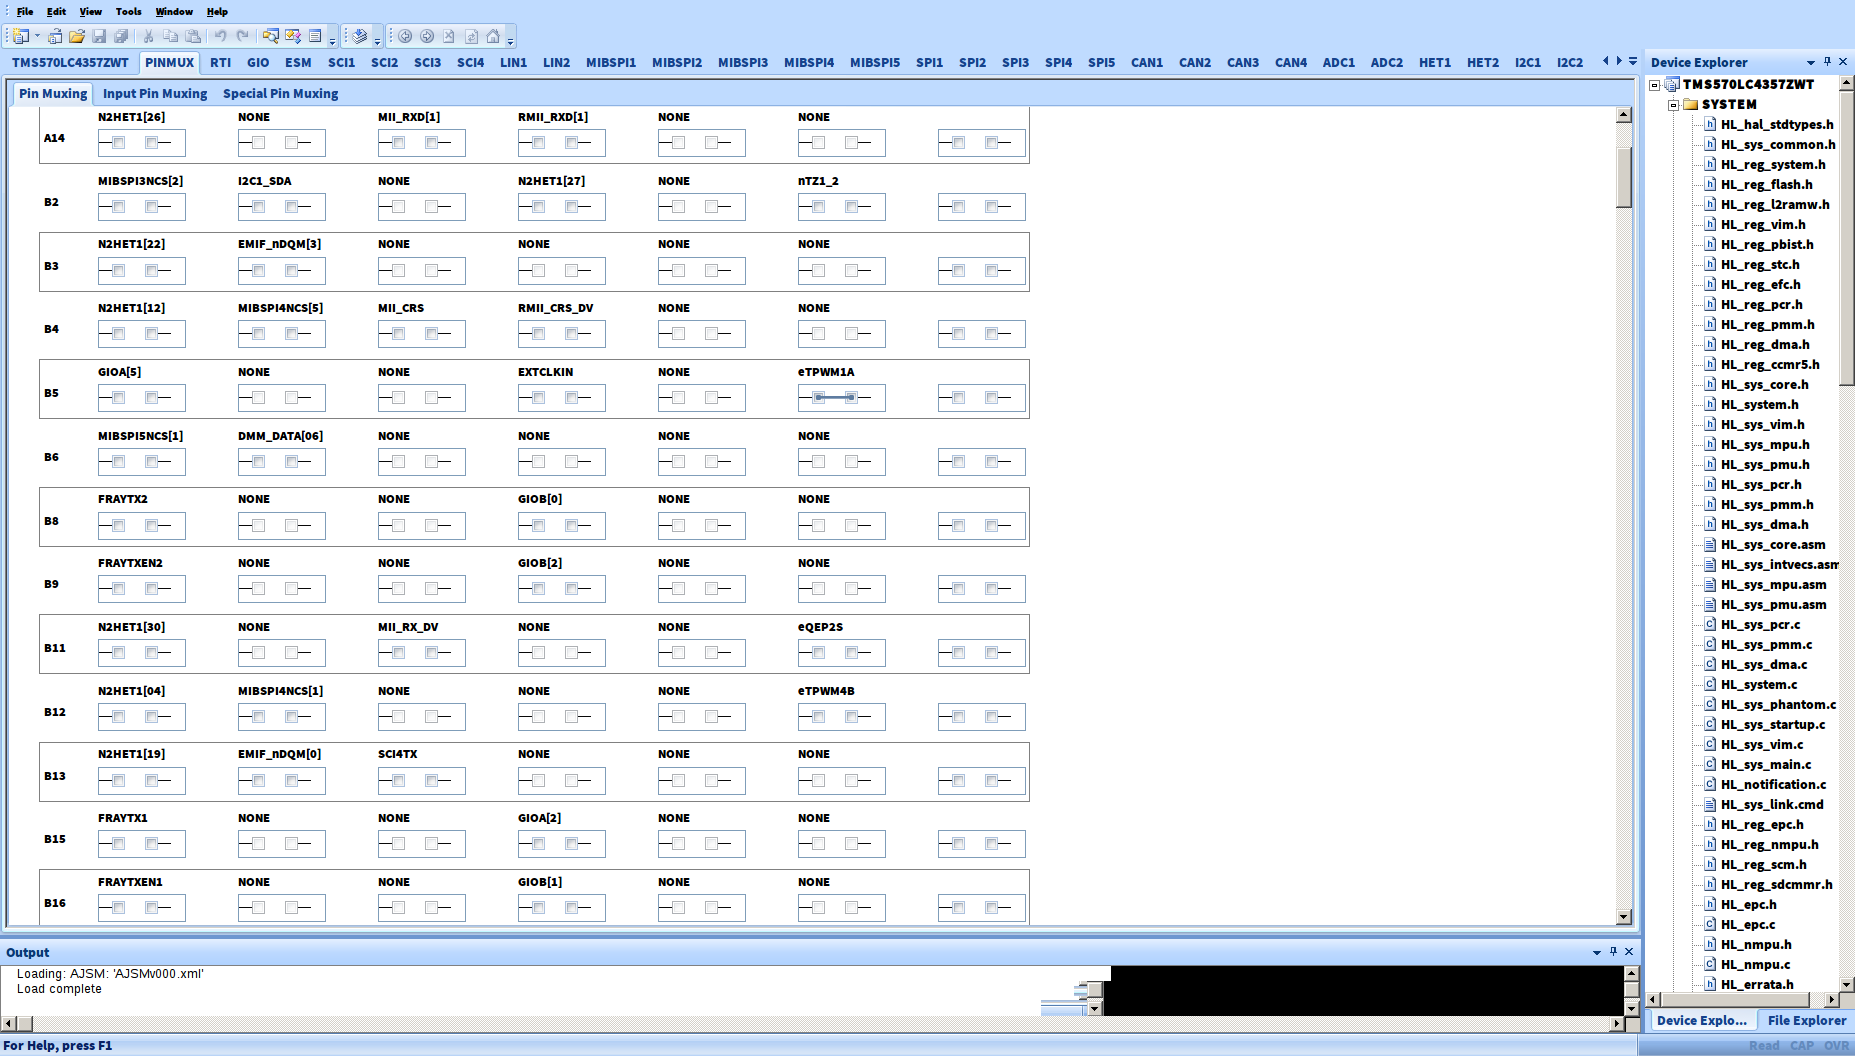 File Edit View Tools Window Help
TMS570LC4357ZWT PINMUX RTI GIO ESM SCI1 SCI2 SCI3 SCI4 LIN1 LIN2 MIBSPI1 MIBSPI2 MIBSPI3 MIBSPI4 MIBSPI5 SPI1 SPI2 SPI3 SPI4 SPI5 CAN1 CAN2 CAN3 CAN4 ADC1 ADC2 HET1 HET2 I2C1 I2C2
Pin Muxing Input Pin Muxing Special Pin Muxing
N2HET1[26] NONE MII_RXD[1] RMII_RXD[1] NONE NONE
A14
MIBSPI3NCS[2] I2C1_SDA NONE N2HET1[27] NONE nTZ1_2
B2
N2HET1[22] EMIF_nDQM[3] NONE NONE NONE NONE
B3
N2HET1[12] MIBSPI4NCS[5] MII_CRS RMII_CRS_DV NONE NONE
B4
GIOA[5] NONE NONE EXTCLKIN NONE eTPWM1A
B5
MIBSPI5NCS[1] DMM_DATA[06] NONE NONE NONE NONE
B6
FRAYTX2 NONE NONE GIOB[0] NONE NONE
B8
FRAYTXEN2 NONE NONE GIOB[2] NONE NONE
B9
N2HET1[30] NONE MII_RX_DV NONE NONE eQEP2S
B11
N2HET1[04] MIBSPI4NCS[1] NONE NONE NONE eTPWM4B
B12
N2HET1[19] EMIF_nDQM[0] SCI4TX NONE NONE NONE
B13
FRAYTX1 NONE NONE GIOA[2] NONE NONE
B15
FRAYTXEN1 NONE NONE GIOB[1] NONE NONE
B16
Output
Loading: AJSM: 'AJSMv000.xml'
Load complete
For Help, press F1
Device Explorer
TMS570LC4357ZWT
SYSTEM
HL_hal_stdtypes.h
HL_sys_common.h
HL_reg_system.h
HL_reg_flash.h
HL_reg_l2ramw.h
HL_reg_vim.h
HL_reg_pbist.h
HL_reg_stc.h
HL_reg_efc.h
HL_reg_pcr.h
HL_reg_pmm.h
HL_reg_dma.h
HL_reg_ccmr5.h
HL_sys_core.h
HL_system.h
HL_sys_vim.h
HL_sys_mpu.h
HL_sys_pmu.h
HL_sys_pcr.h
HL_sys_pmm.h
HL_sys_dma.h
HL_sys_core.asm
HL_sys_intvecs.asm
HL_sys_mpu.asm
HL_sys_pmu.asm
HL_sys_pcr.c
HL_sys_pmm.c
HL_sys_dma.c
HL_system.c
HL_sys_phantom.c
HL_sys_startup.c
HL_sys_vim.c
HL_sys_main.c
HL_notification.c
HL_sys_link.cmd
HL_reg_epc.h
HL_reg_nmpu.h
HL_reg_scm.h
HL_reg_sdcmmr.h
HL_epc.h
HL_epc.c
HL_nmpu.h
HL_nmpu.c
HL_errata.h
Device Explo... File Explorer
Read CAP OVR